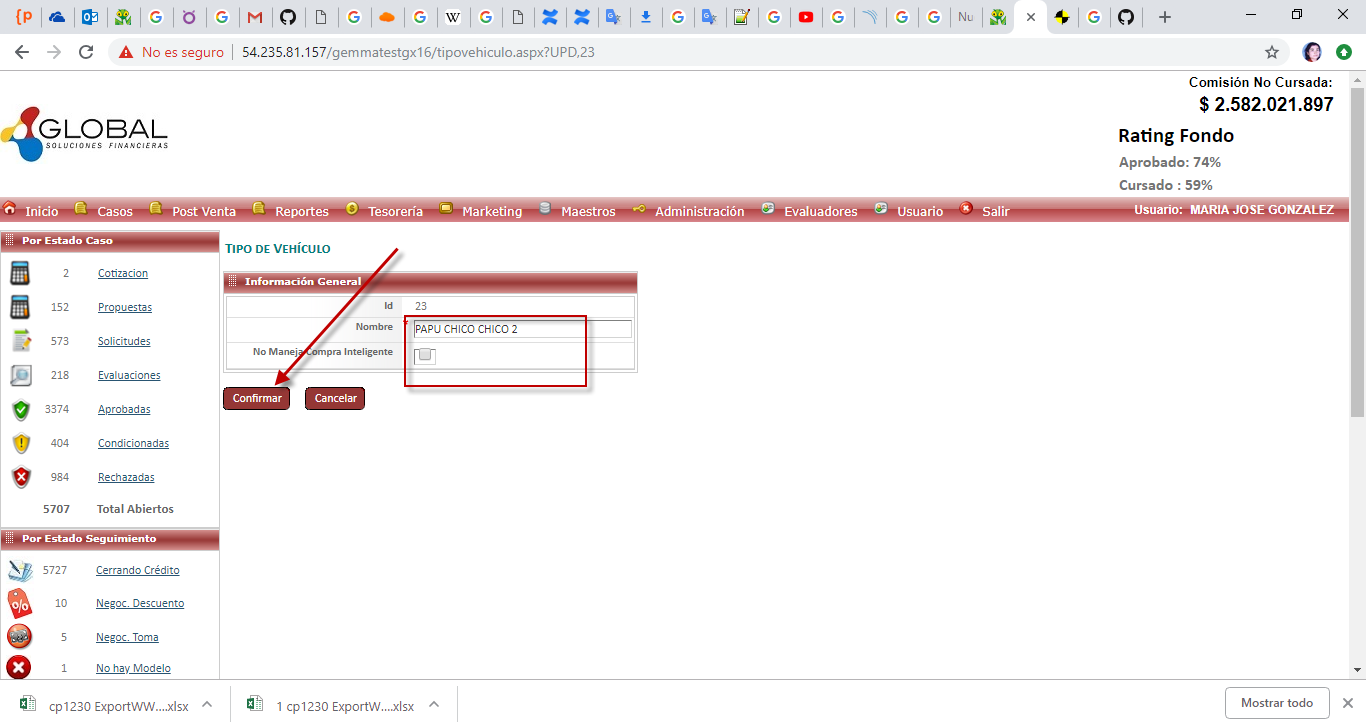 No es seguro
54.235.81.157/gemmatestgx16/tipovehiculo.aspx?UPD,23
Comisión No Cursada:
$ 2.582.021.897
Rating Fondo
Aprobado: 74%
Cursado : 59%
GLOBAL
SOLUCIONES FINANCIERAS
Inicio Casos Post Venta Reportes Tesorería Marketing Maestros Administración Evaluadores Usuario Salir Usuario: MARIA JOSE GONZALEZ
Por Estado Caso
2 Cotizacion
152 Propuestas
573 Solicitudes
218 Evaluaciones
3374 Aprobadas
404 Condicionadas
984 Rechazadas
5707 Total Abiertos
Por Estado Seguimiento
5727 Cerrando Crédito
10 Negoc. Descuento
5 Negoc. Toma
1 No hay Modelo
TIPO DE VEHÍCULO
Información General
Id 23
Nombre * PAPU CHICO CHICO 2
No Maneja Compra Inteligente
Confirmar Cancelar
cp1230 ExportWW....xlsx 1 cp1230 ExportW....xlsx Mostrar todo